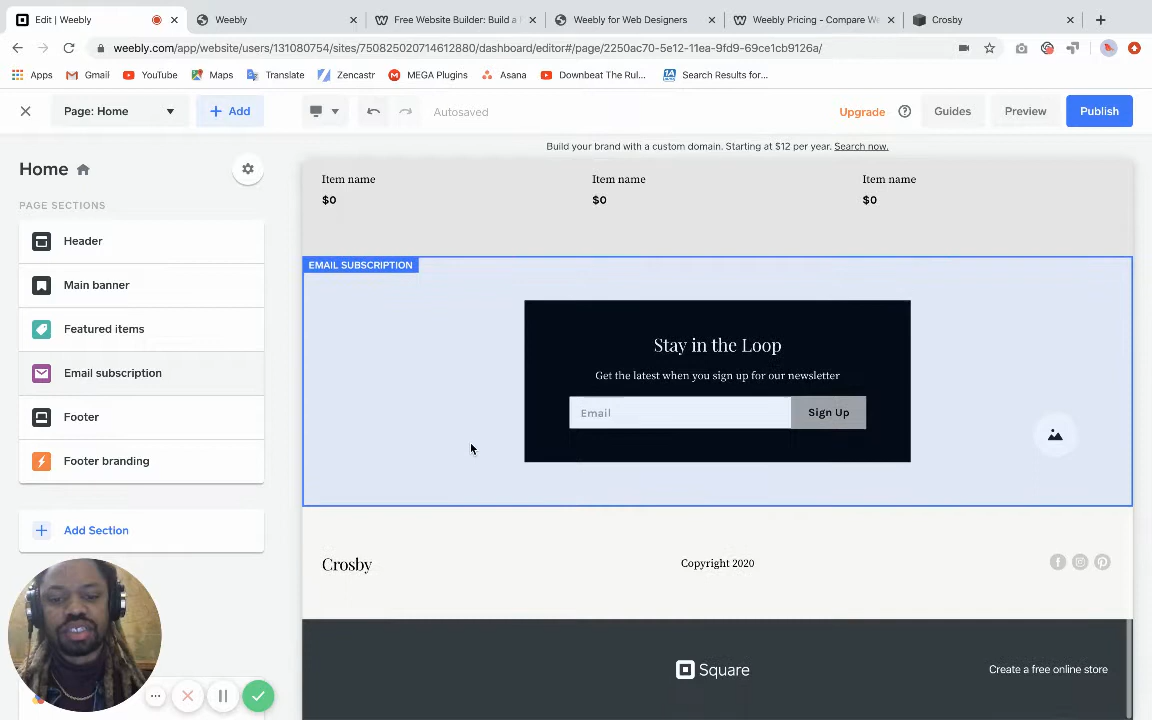 Edit | Weebly
Weebly
Free Website Builder: Build a
Weebly for Web Designers
Weebly Pricing - Compare We
Crosby
weebly.com/app/website/users/131080754/sites/750825020714612880/dashboard/editor#/page/2250ac70-5e12-11ea-9fd9-69ce1cb9126a/
Apps
Gmail
YouTube
Maps
Translate
Zencastr
MEGA Plugins
Asana
Downbeat The Rul...
Search Results for...
Page: Home
Add
Autosaved
Upgrade
Guides
Preview
Publish
Build your brand with a custom domain. Starting at $12 per year. Search now.
Home
PAGE SECTIONS
Header
Main banner
Featured items
Email subscription
Footer
Footer branding
Add Section
Item name
$0
Item name
$0
Item name
$0
EMAIL SUBSCRIPTION
Stay in the Loop
Get the latest when you sign up for our newsletter
Email
Sign Up
Crosby
Copyright 2020
Square
Create a free online store